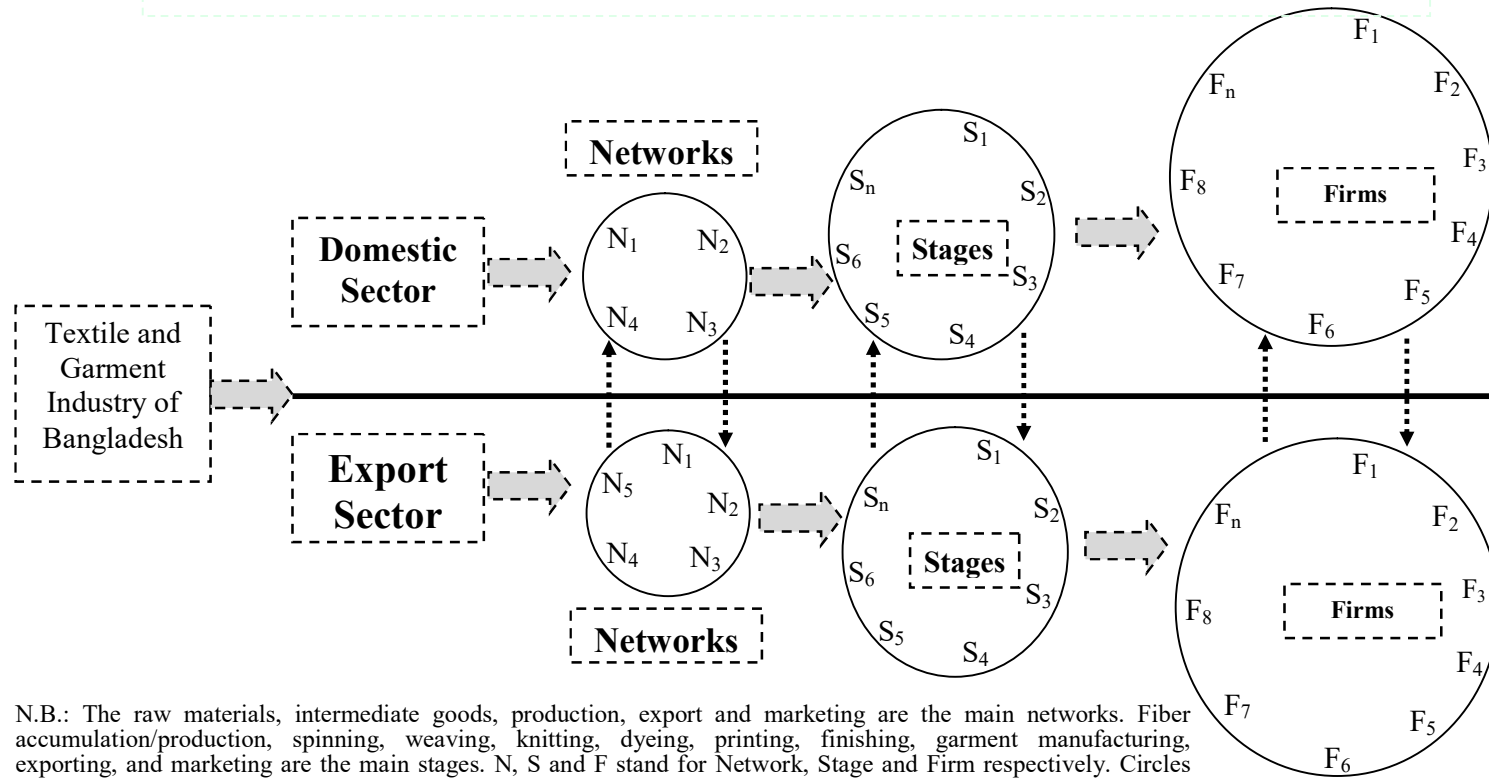 Textile and
Garment
Industry of
Bangladesh
Domestic
Sector
Networks
N₁
N₂
N₃
N₄
Stages
S₁
S₂
S₃
S₄
S₅
S₆
Sₙ
Firms
F₁
F₂
F₃
F₄
F₅
F₆
F₇
F₈
Fₙ
Export
Sector
Networks
N₁
N₂
N₃
N₄
N₅
Stages
S₁
S₂
S₃
S₄
S₅
S₆
Sₙ
Firms
F₁
F₂
F₃
F₄
F₅
F₆
F₇
F₈
Fₙ
N.B.: The raw materials, intermediate goods, production, export and marketing are the main networks. Fiber
accumulation/production, spinning, weaving, knitting, dyeing, printing, finishing, garment manufacturing,
exporting, and marketing are the main stages. N, S and F stand for Network, Stage and Firm respectively. Circles